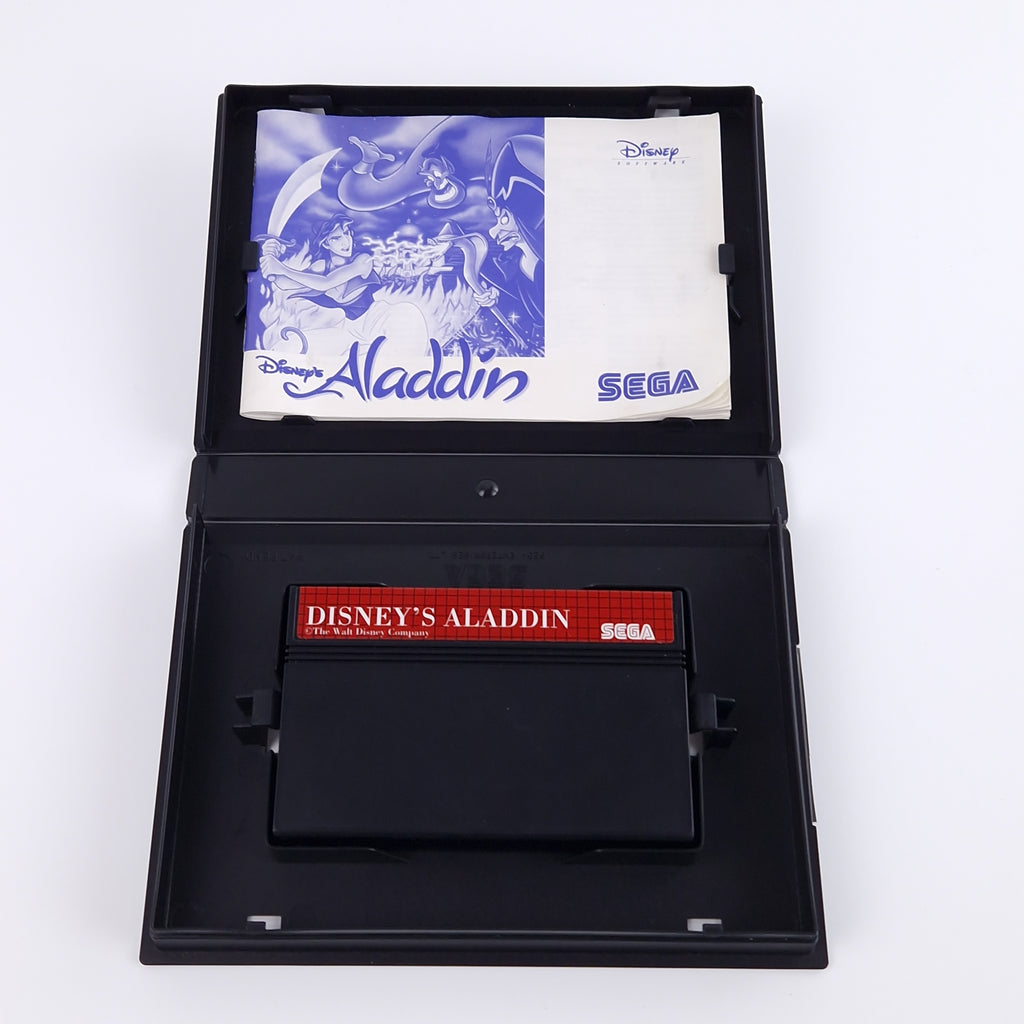 Disney
SOFTWARE
Disney's Aladdin
SEGA
DISNEY'S ALADDIN
©The Walt Disney Company
SEGA